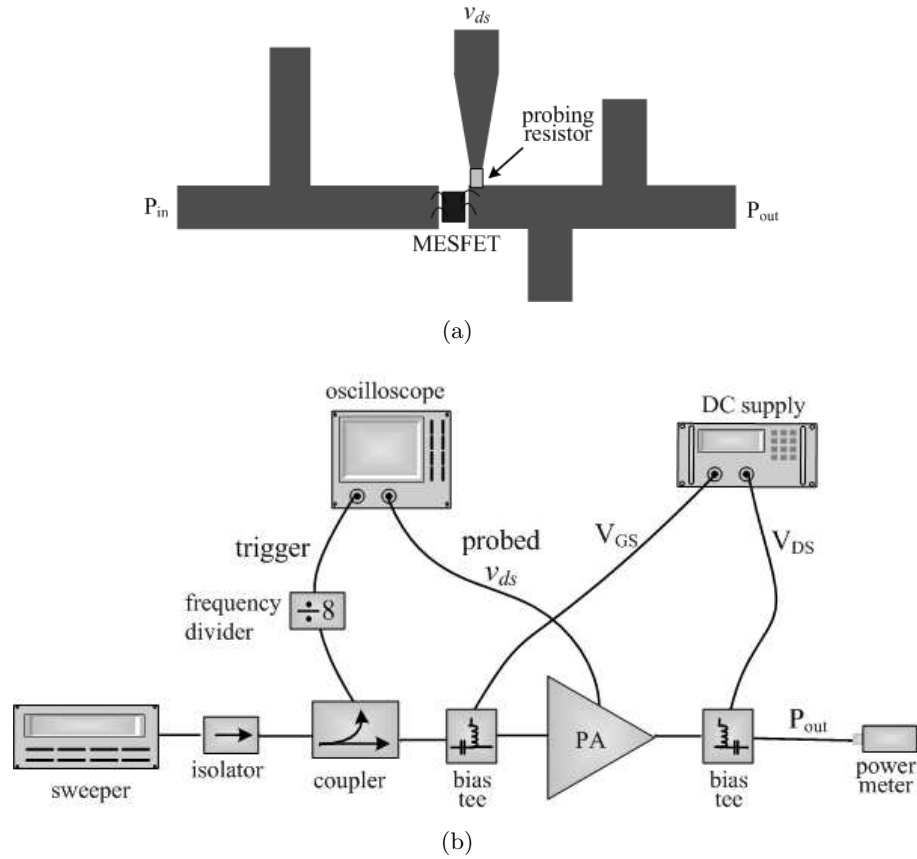 v_ds
probing
resistor
P_in
P_out
MESFET
(a)
oscilloscope
DC supply
trigger
probed
v_ds
V_GS
V_DS
frequency
divider
÷8
PA
P_out
sweeper
isolator
coupler
bias
tee
bias
tee
power
meter
(b)